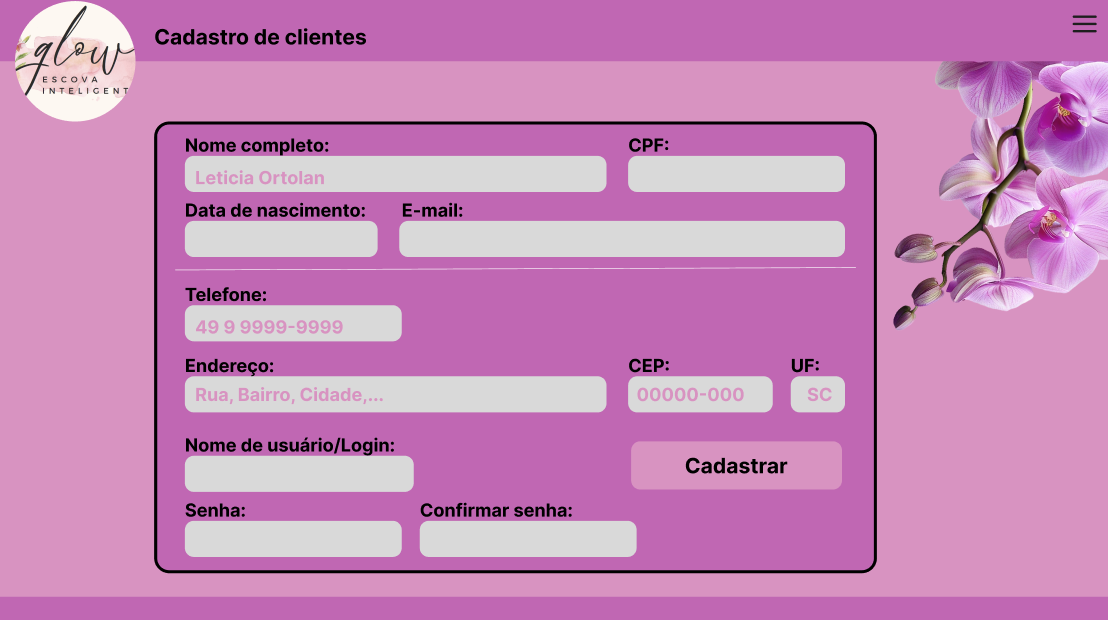 glow
ESCOVA
INTELIGENT
Cadastro de clientes
Nome completo:
CPF:
Leticia Ortolan
Data de nascimento:
E-mail:
Telefone:
49 9 9999-9999
Endereço:
CEP:
UF:
Rua, Bairro, Cidade,...
00000-000
SC
Nome de usuário/Login:
Cadastrar
Senha:
Confirmar senha: